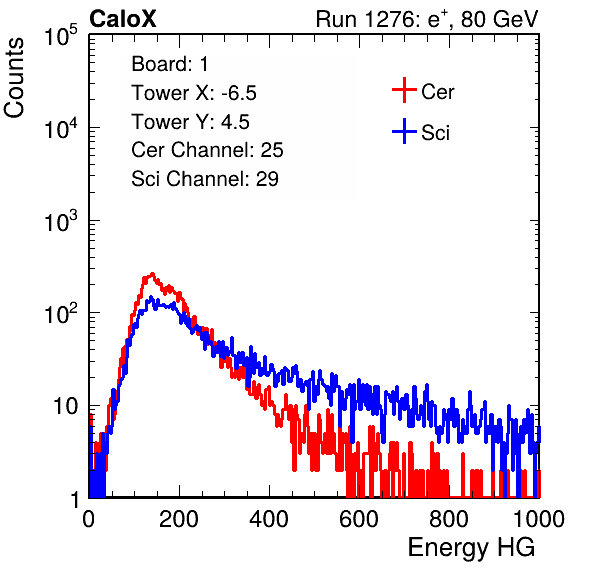 CaloX Run 1276: e⁺, 80 GeV
Counts
Board: 1
Tower X: -6.5
Tower Y: 4.5
Cer Channel: 25
Sci Channel: 29
Cer
Sci
10⁵
10⁴
10³
10²
10
1
0 200 400 600 800 1000
Energy HG